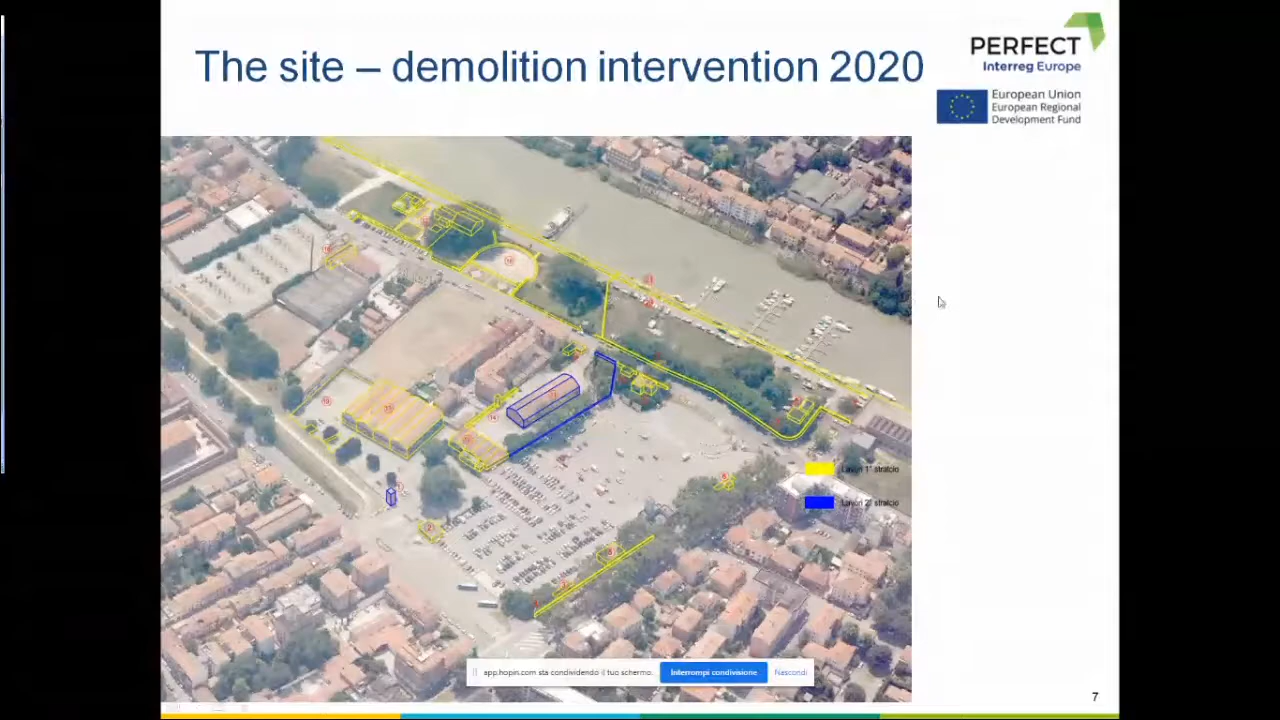 The site – demolition intervention 2020
PERFECT
Interreg Europe
European Union
European Regional
Development Fund
Lavori 1° stralcio
Lavori 2° stralcio
app.hopin.com sta condividendo il tuo schermo.
Interrompi condivisione
Nascondi
7